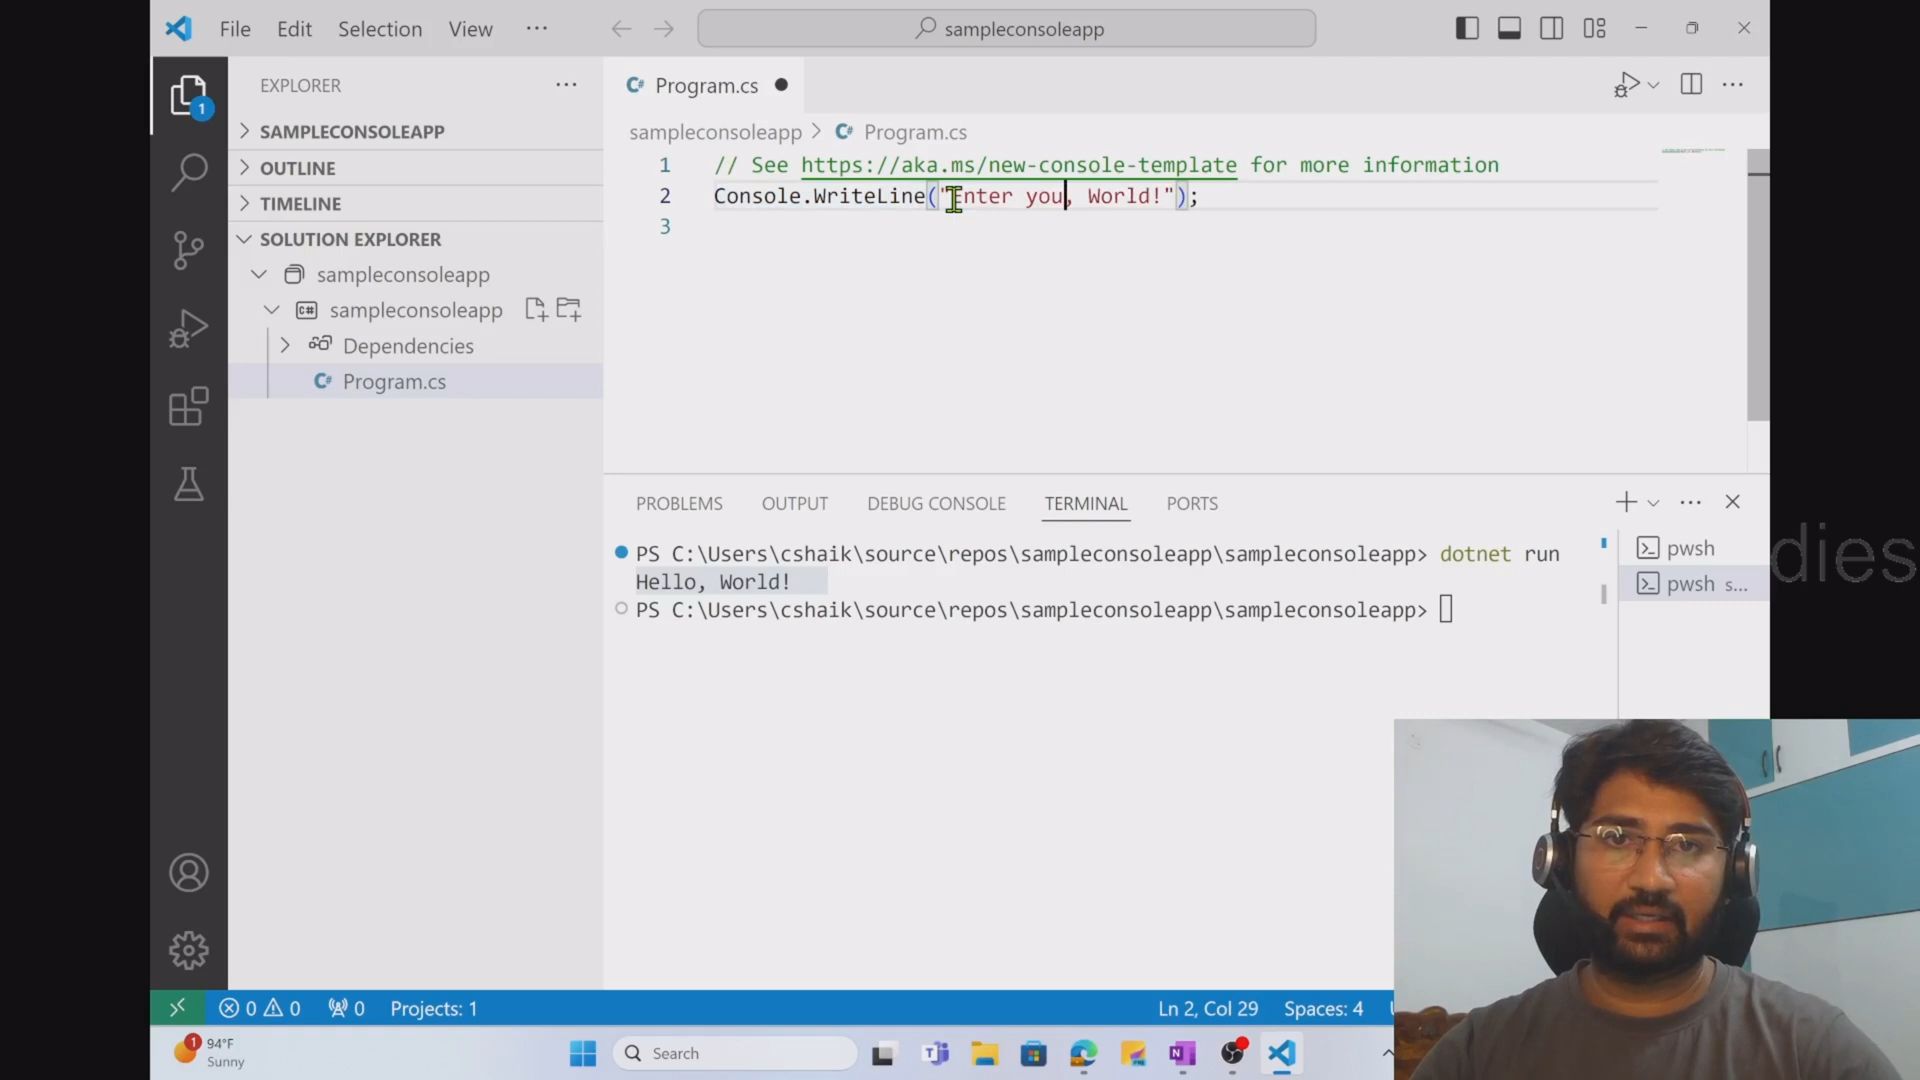 File Edit Selection View ···
sampleconsoleapp
EXPLORER
SAMPLECONSOLEAPP
OUTLINE
TIMELINE
SOLUTION EXPLORER
sampleconsoleapp
sampleconsoleapp
Dependencies
Program.cs
1
Program.cs
sampleconsoleapp > Program.cs
1 // See https://aka.ms/new-console-template for more information
2 Console.WriteLine("Enter you, World!");
3
PROBLEMS OUTPUT DEBUG CONSOLE TERMINAL PORTS
PS C:\Users\cshaik\source\repos\sampleconsoleapp\sampleconsoleapp> dotnet run
Hello, World!
PS C:\Users\cshaik\source\repos\sampleconsoleapp\sampleconsoleapp>
pwsh
pwsh s...
dies
0 0 0 Projects: 1 Ln 2, Col 29 Spaces: 4
1 94°F
Sunny
Search